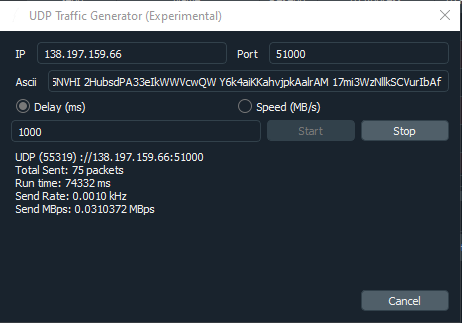 UDP Traffic Generator (Experimental)
IP 138.197.159.66 Port 51000
Ascii 5NVHI 2HubsdPA33eIkWWVcwQW Y6k4aiKKahvjpkAalrAM 17mi3WzNllkSCVurIbAf
Delay (ms) Speed (MB/s)
1000 Start Stop
UDP (55319) ://138.197.159.66:51000
Total Sent: 75 packets
Run time: 74332 ms
Send Rate: 0.0010 kHz
Send MBps: 0.0310372 MBps
Cancel